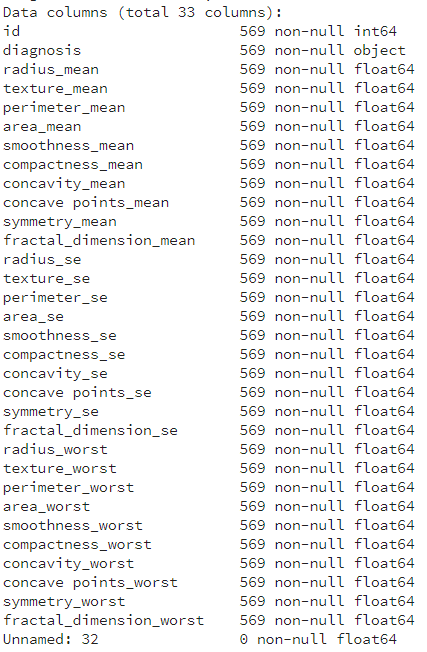 Data columns (total 33 columns):
id 569 non-null int64
diagnosis 569 non-null object
radius_mean 569 non-null float64
texture_mean 569 non-null float64
perimeter_mean 569 non-null float64
area_mean 569 non-null float64
smoothness_mean 569 non-null float64
compactness_mean 569 non-null float64
concavity_mean 569 non-null float64
concave points_mean 569 non-null float64
symmetry_mean 569 non-null float64
fractal_dimension_mean 569 non-null float64
radius_se 569 non-null float64
texture_se 569 non-null float64
perimeter_se 569 non-null float64
area_se 569 non-null float64
smoothness_se 569 non-null float64
compactness_se 569 non-null float64
concavity_se 569 non-null float64
concave points_se 569 non-null float64
symmetry_se 569 non-null float64
fractal_dimension_se 569 non-null float64
radius_worst 569 non-null float64
texture_worst 569 non-null float64
perimeter_worst 569 non-null float64
area_worst 569 non-null float64
smoothness_worst 569 non-null float64
compactness_worst 569 non-null float64
concavity_worst 569 non-null float64
concave points_worst 569 non-null float64
symmetry_worst 569 non-null float64
fractal_dimension_worst 569 non-null float64
Unnamed: 32 0 non-null float64